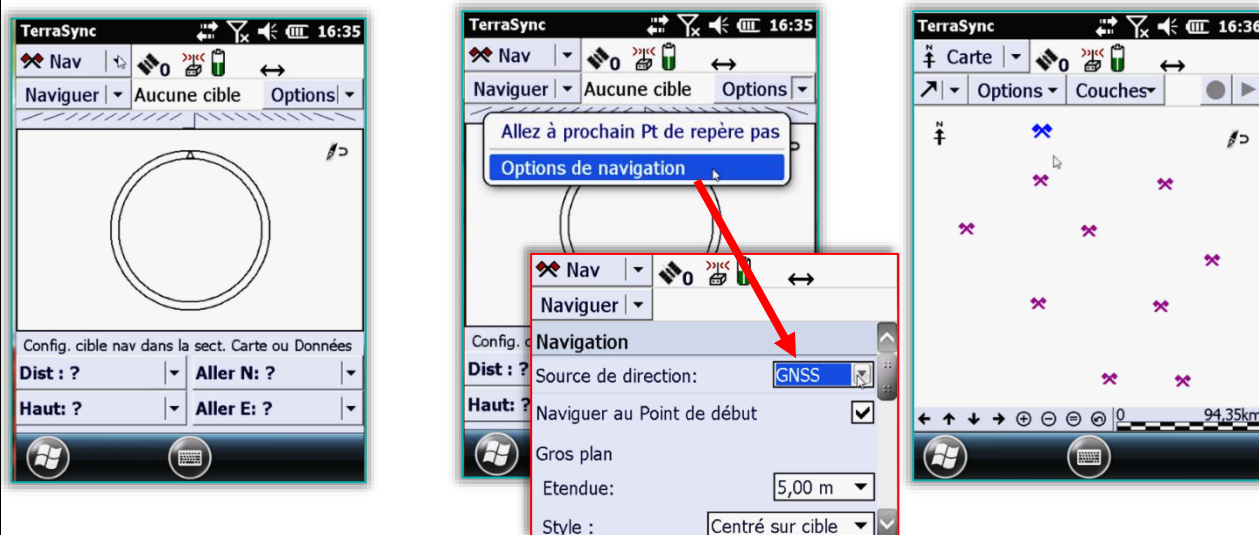 TerraSync 16:35
Nav 0
Naviguer Aucune cible Options
Config. cible nav dans la sect. Carte ou Données
Dist : ? Aller N: ?
Haut: ? Aller E: ?
TerraSync 16:35
Nav 0
Naviguer Aucune cible Options
Allez à prochain Pt de repère pas
Options de navigation
Config. c
Dist : ?
Haut: ?
Nav 0
Naviguer
Navigation
Source de direction: GNSS
Naviguer au Point de début
Gros plan
Etendue: 5,00 m
Style : Centré sur cible
TerraSync 16:36
N Carte 0
Options Couches
N
0 94,35km